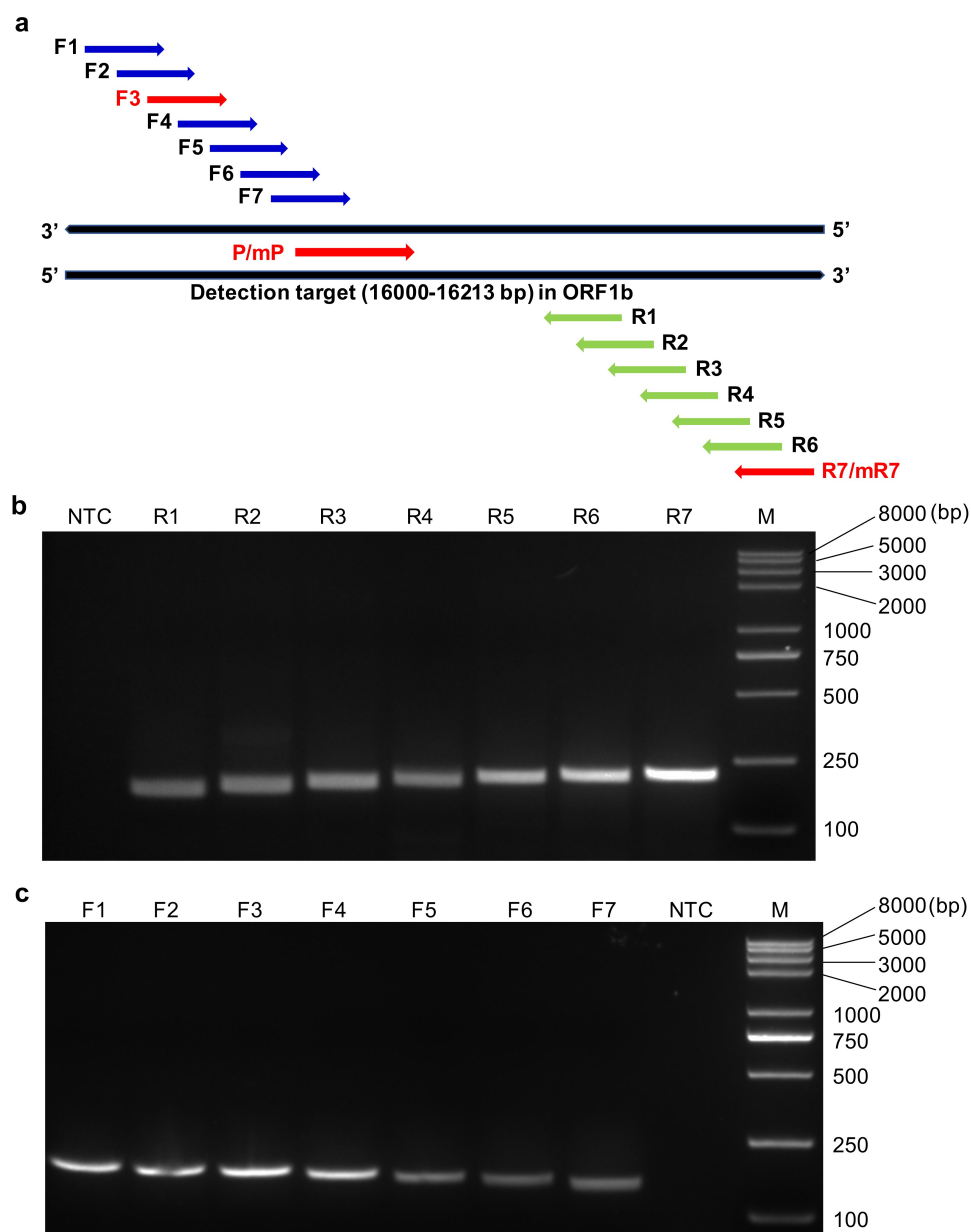 a
F1
F2
F3
F4
F5
F6
F7
3’ 5’
P/mP
5’ 3’
Detection target (16000-16213 bp) in ORF1b
R1
R2
R3
R4
R5
R6
R7/mR7
b
NTC R1 R2 R3 R4 R5 R6 R7 M
8000 (bp)
5000
3000
2000
1000
750
500
250
100
c
F1 F2 F3 F4 F5 F6 F7 NTC M
8000 (bp)
5000
3000
2000
1000
750
500
250
100